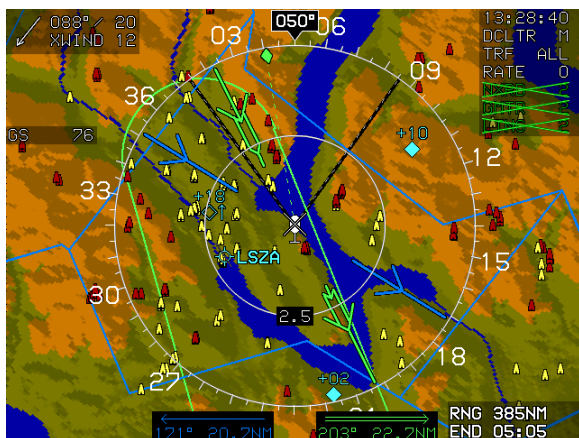 088°/ 20
XWIND 12
050°
13:28:40
DCLTR M
TRF ALL
RATE 0
03
06
09
36
GS 76
+10
12
33
+18
LSZA
15
30
2.5
18
27
+02
171° 20.7NM
203° 22.7NM
RNG 385NM
END 05:05